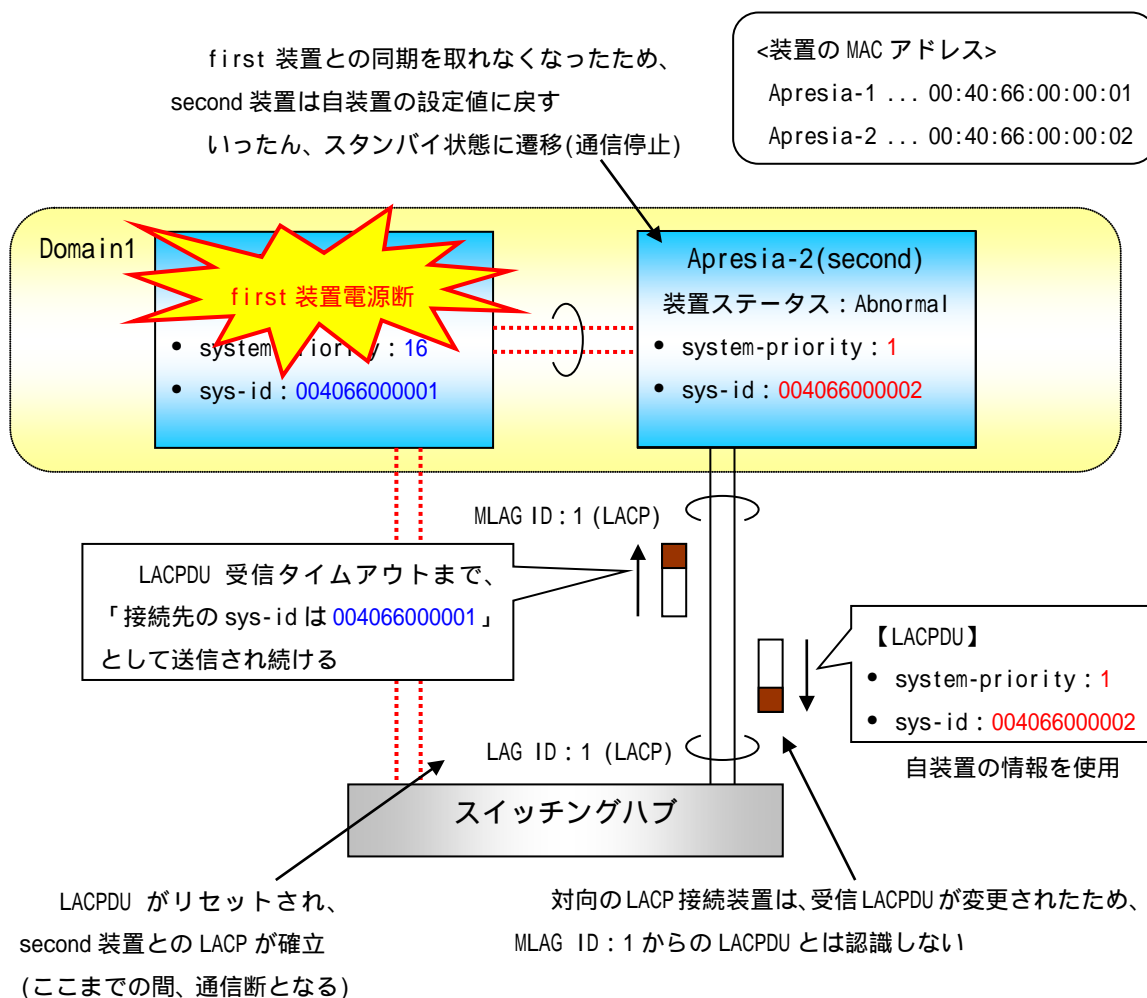 first 装置との同期を取れなくなったため、
second 装置は自装置の設定値に戻す
いったん、スタンバイ状態に遷移(通信停止)
<装置の MAC アドレス>
Apresia-1 ... 00:40:66:00:00:01
Apresia-2 ... 00:40:66:00:00:02
Domain1
first 装置電源断
• system-priority：16
• sys-id：004066000001
Apresia-2(second)
装置ステータス：Abnormal
• system-priority：1
• sys-id：004066000002
MLAG ID：1 (LACP)
LACPDU 受信タイムアウトまで、
「接続先の sys-id は 004066000001」
として送信され続ける
【LACPDU】
• system-priority：1
• sys-id：004066000002
自装置の情報を使用
LAG ID：1 (LACP)
スイッチングハブ
LACPDU がリセットされ、
second 装置との LACP が確立
(ここまでの間、通信断となる)
対向の LACP 接続装置は、受信 LACPDU が変更されたため、
MLAG ID：1 からの LACPDU とは認識しない